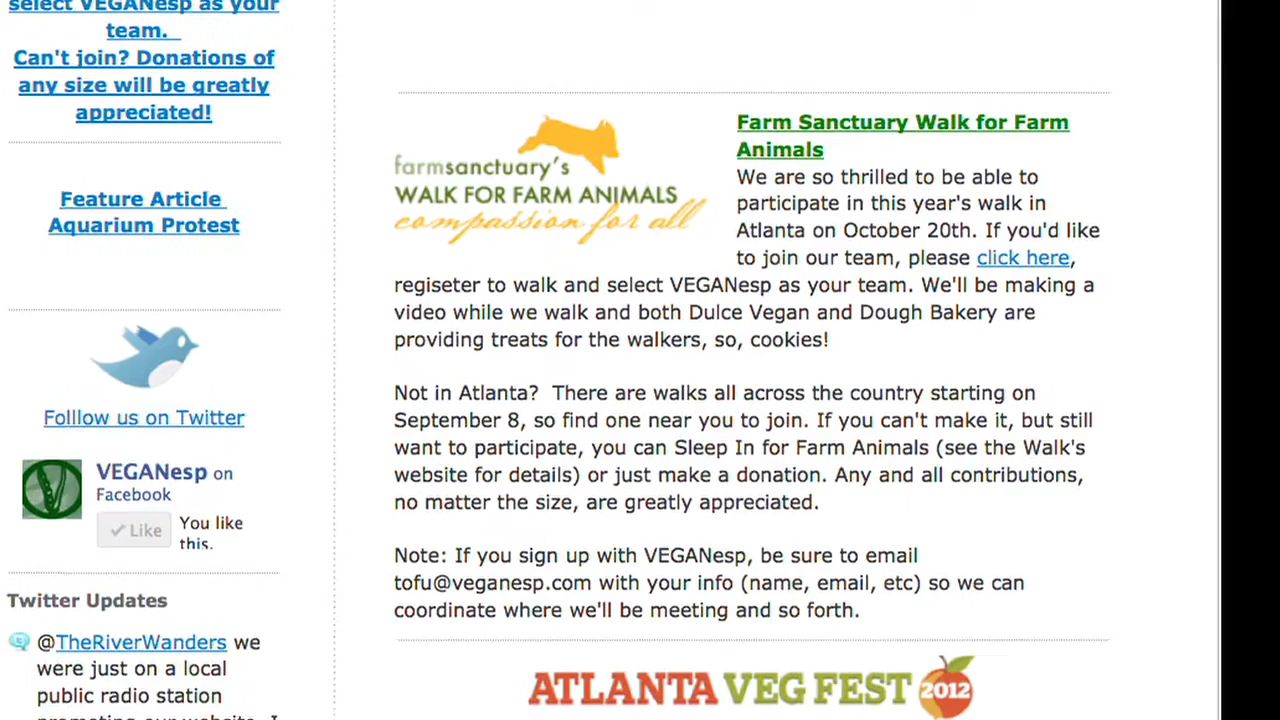 select VEGANesp as your
team.
Can't join? Donations of
any size will be greatly
appreciated!
Feature Article
Aquarium Protest
Folllow us on Twitter
VEGANesp on
Facebook
Like
You like
this.
Twitter Updates
@TheRiverWanders we
were just on a local
public radio station
promoting our website. I
farmsanctuary's
WALK FOR FARM ANIMALS
compassion for all
Farm Sanctuary Walk for Farm
Animals
We are so thrilled to be able to
participate in this year's walk in
Atlanta on October 20th. If you'd like
to join our team, please click here,
regiseter to walk and select VEGANesp as your team. We'll be making a
video while we walk and both Dulce Vegan and Dough Bakery are
providing treats for the walkers, so, cookies!
Not in Atlanta?  There are walks all across the country starting on
September 8, so find one near you to join. If you can't make it, but still
want to participate, you can Sleep In for Farm Animals (see the Walk's
website for details) or just make a donation. Any and all contributions,
no matter the size, are greatly appreciated.
Note: If you sign up with VEGANesp, be sure to email
tofu@veganesp.com with your info (name, email, etc) so we can
coordinate where we'll be meeting and so forth.
ATLANTA VEG FEST 2012